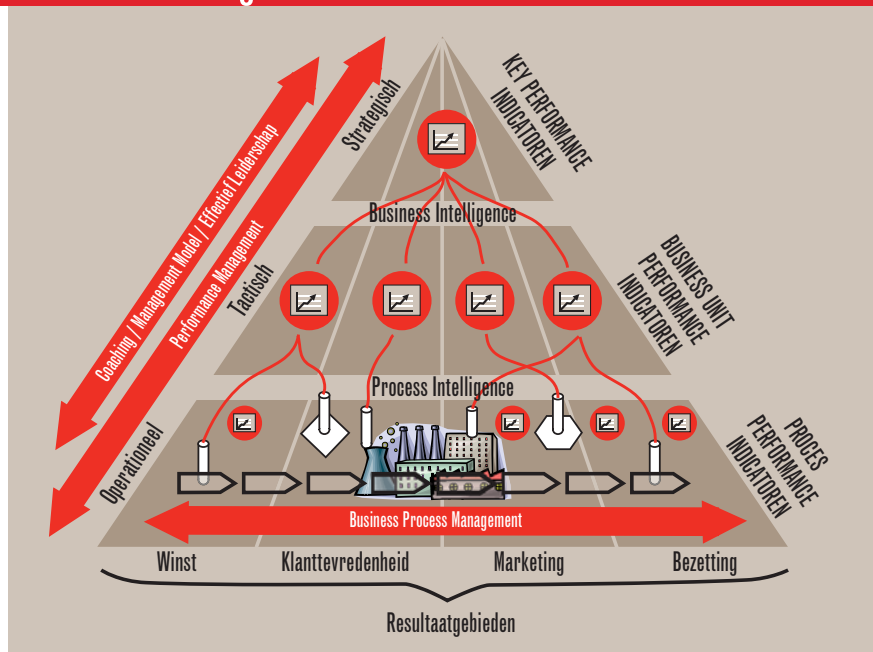 Strategisch
KEY PERFORMANCE
INDICATOREN
Coaching / Management Model / Effectief Leiderschap
Performance Management
Business Intelligence
Tactisch
BUSINESS UNIT
PERFORMANCE
INDICATOREN
Process Intelligence
Operationeel
PROCES
PERFORMANCE
INDICATOREN
Business Process Management
Winst
Klanttevredenheid
Marketing
Bezetting
Resultaatgebieden